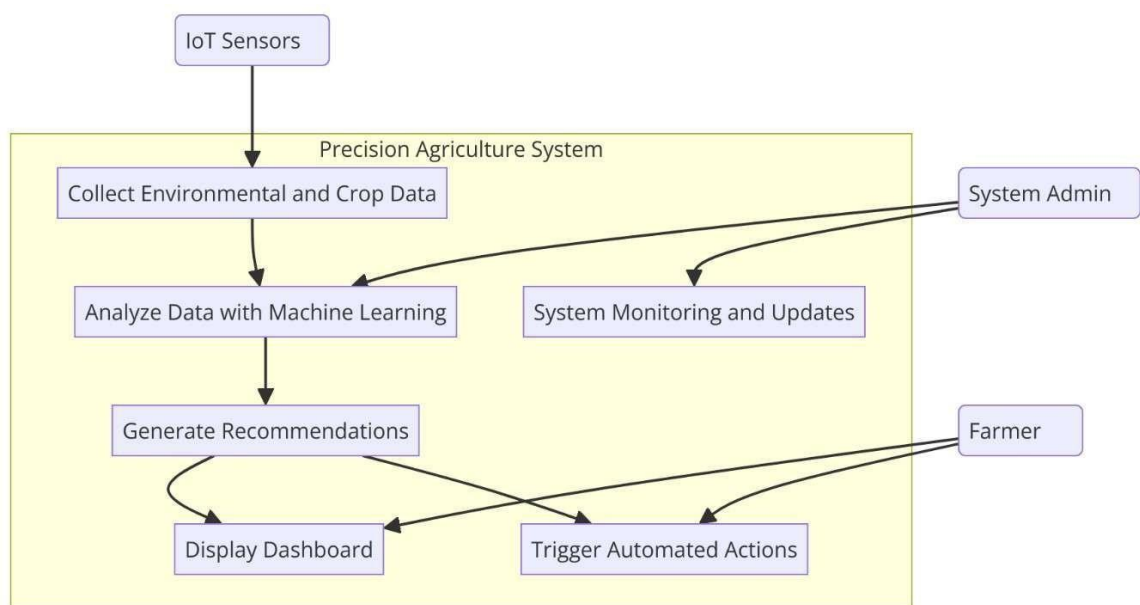 IoT Sensors
Precision Agriculture System
Collect Environmental and Crop Data
System Admin
Analyze Data with Machine Learning
System Monitoring and Updates
Generate Recommendations
Farmer
Display Dashboard
Trigger Automated Actions